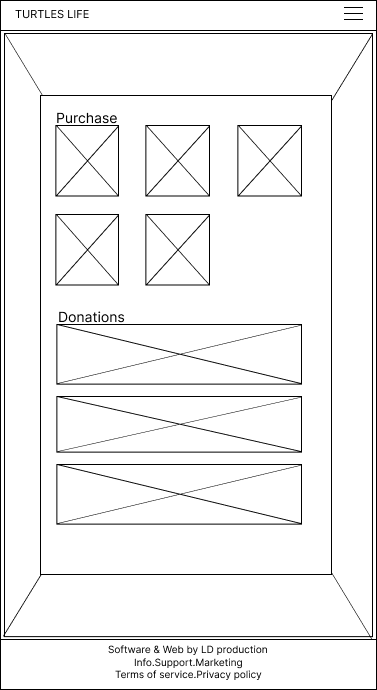 TURTLES LIFE
Purchase
Donations
Software & Web by LD production
Info.Support.Marketing
Terms of service.Privacy policy